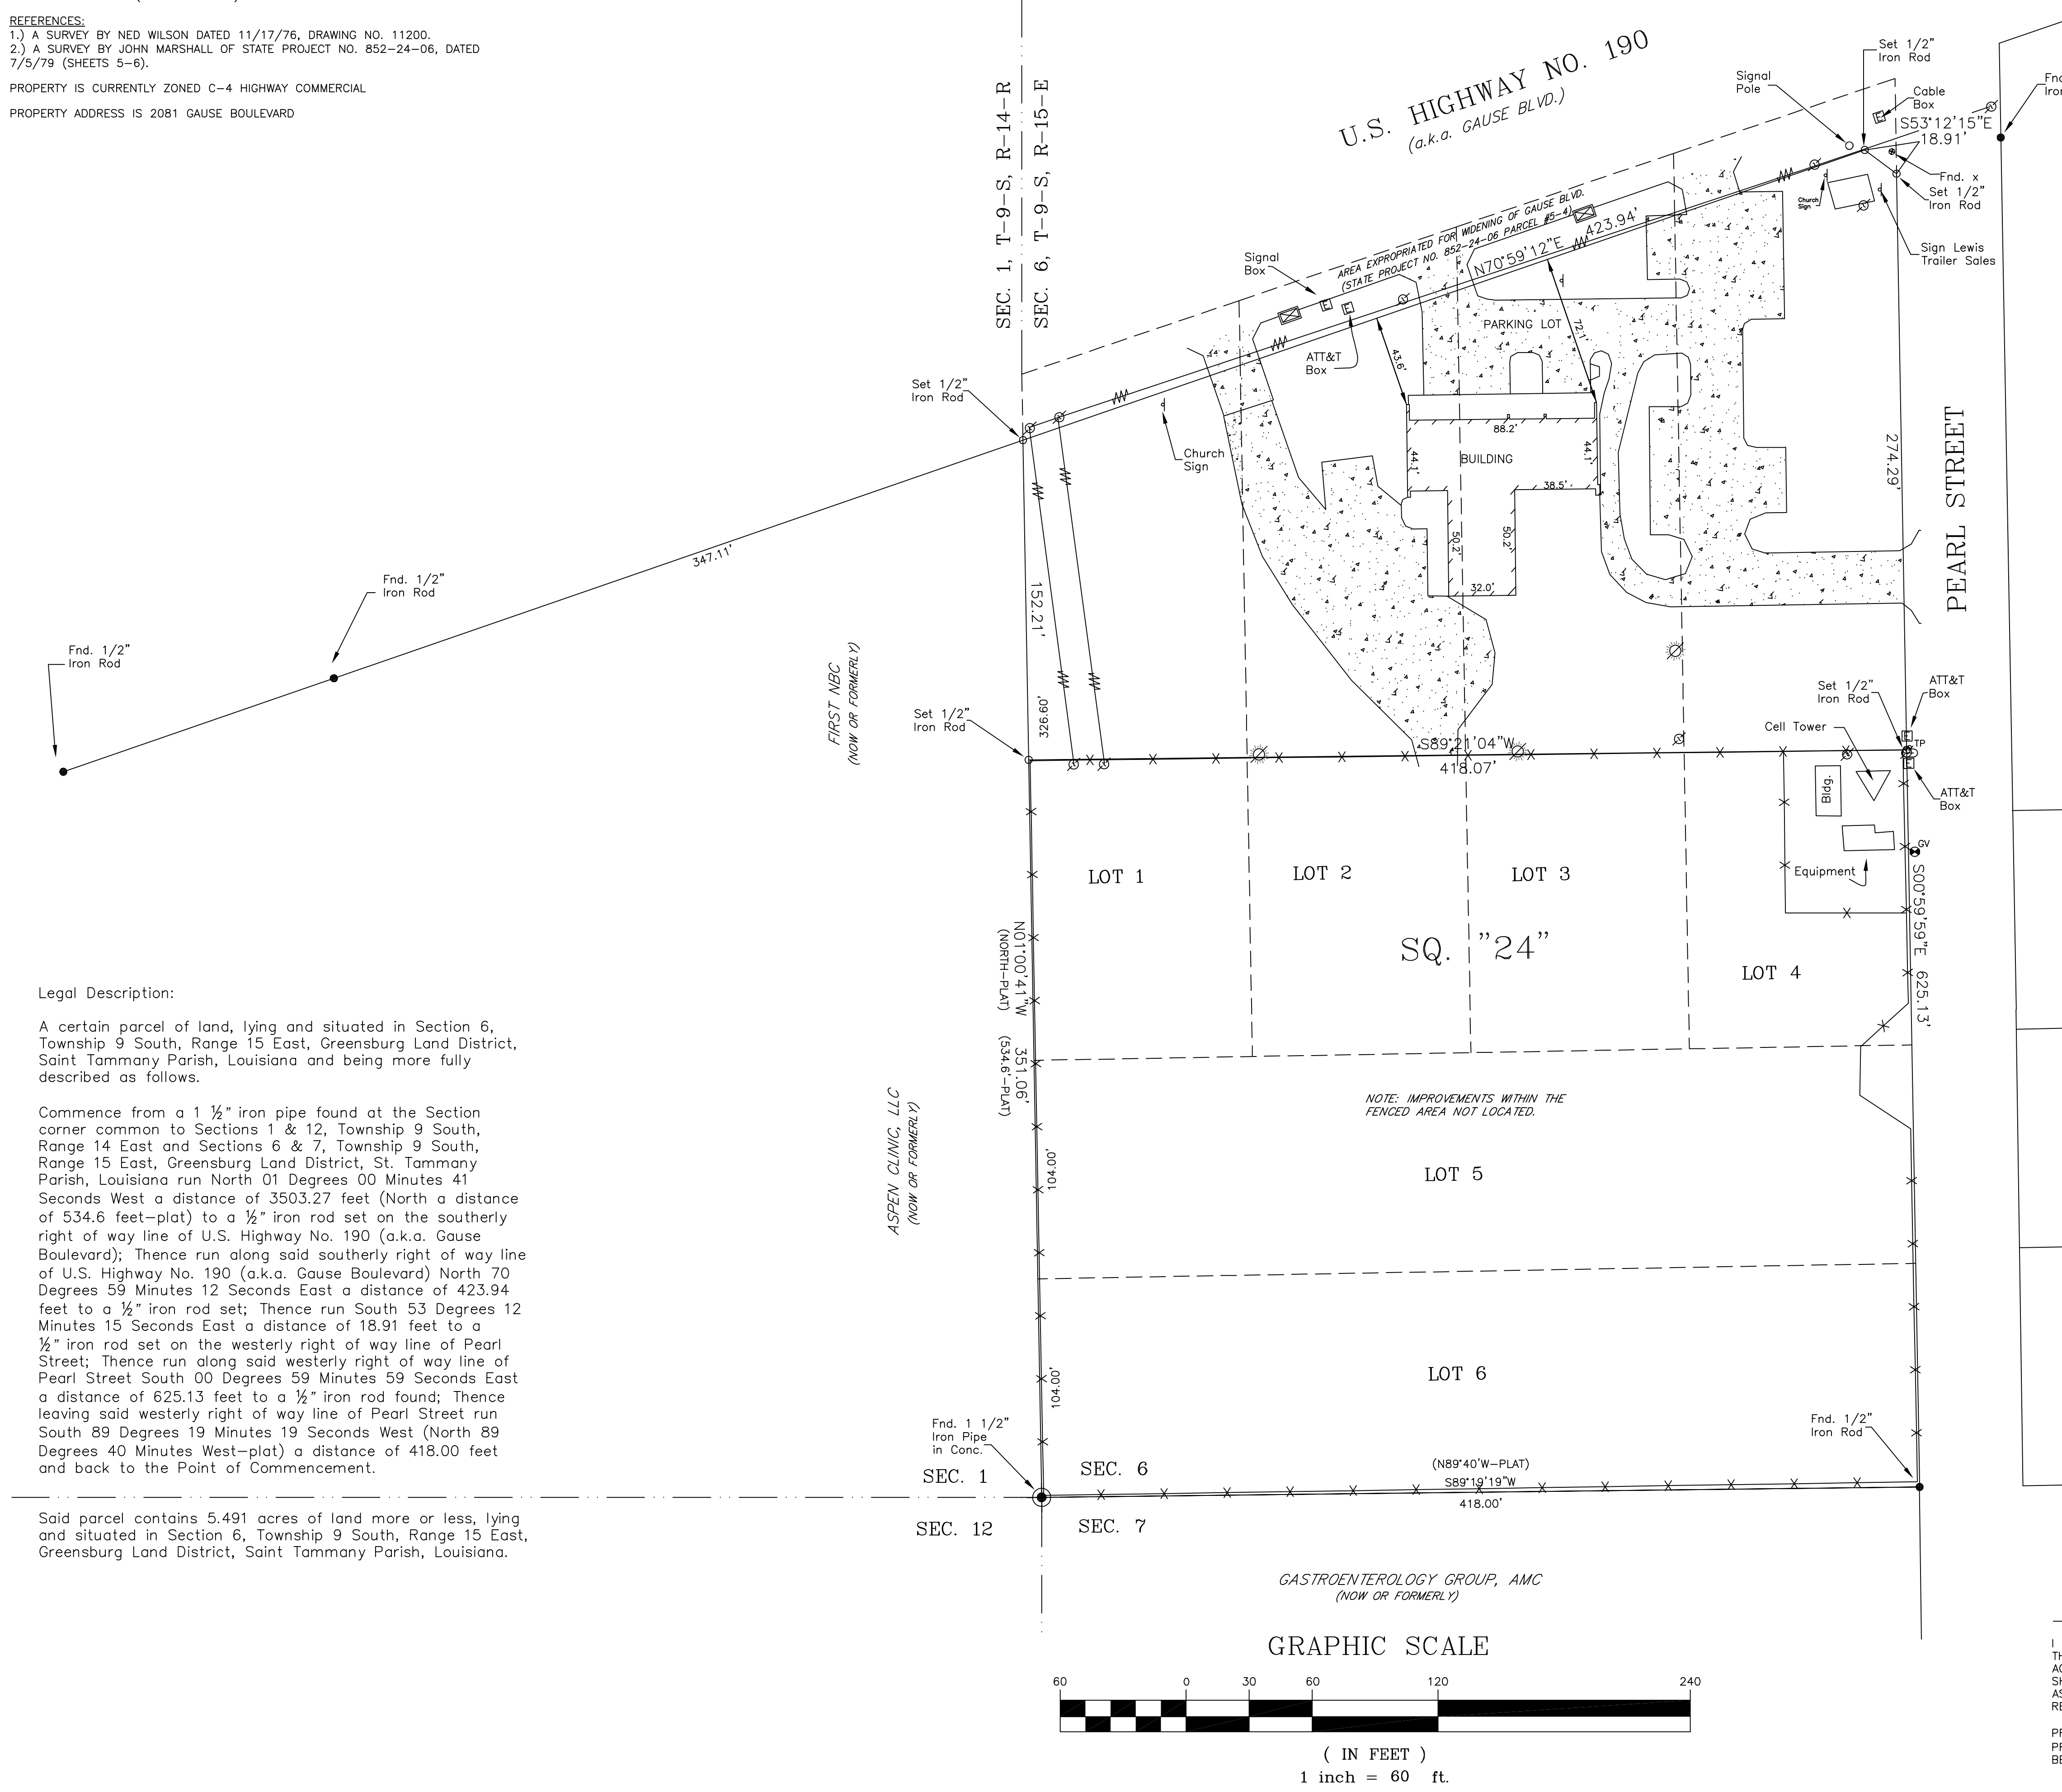 REFERENCES:
1.) A SURVEY BY NED WILSON DATED 11/17/76, DRAWING NO. 11200.
2.) A SURVEY BY JOHN MARSHALL OF STATE PROJECT NO. 852-24-06, DATED
7/5/79 (SHEETS 5-6).
PROPERTY IS CURRENTLY ZONED C-4 HIGHWAY COMMERCIAL
PROPERTY ADDRESS IS 2081 GAUSE BOULEVARD
SEC. 1, T-9-S, R-14-R
SEC. 6, T-9-S, R-15-E
U.S. HIGHWAY NO. 190
(a.k.a. GAUSE BLVD.)
Set 1/2"
Iron Rod
Signal
Pole
Cable
Box
S53°12'15"E
18.91'
Fnd. x
Set 1/2"
Iron Rod
Church
Sign
Sign Lewis
Trailer Sales
AREA EXPROPRIATED FOR WIDENING OF GAUSE BLVD.
(STATE PROJECT NO. 852-24-06 PARCEL #5-4)
N70°59'12"E
423.94'
Signal
Box
ATT&T
Box
PARKING LOT
72.1'
43.6'
Set 1/2"
Iron Rod
Church
Sign
88.2'
BUILDING
44.1'
44.1'
38.5'
50.2'
50.2'
32.0'
274.29'
PEARL STREET
347.11'
Fnd. 1/2"
Iron Rod
Fnd. 1/2"
Iron Rod
152.21'
326.60'
FIRST NBC
(NOW OR FORMERLY)
Set 1/2"
Iron Rod
Set 1/2"
Iron Rod
ATT&T
Box
Cell Tower
S89°21'04"W
418.07'
TP
Bldg.
ATT&T
Box
GV
Equipment
S00°59'59"E 625.13'
LOT 1
LOT 2
LOT 3
SQ. "24"
LOT 4
N01°00'41"W
(NORTH-PLAT)
351.06'
(534.6'-PLAT)
NOTE: IMPROVEMENTS WITHIN THE
FENCED AREA NOT LOCATED.
ASPEN CLINIC, LLC
(NOW OR FORMERLY)
104.00'
LOT 5
LOT 6
104.00'
Fnd. 1 1/2"
Iron Pipe
in Conc.
Fnd. 1/2"
Iron Rod
SEC. 1
SEC. 6
(N89°40'W-PLAT)
S89°19'19"W
418.00'
SEC. 12
SEC. 7
GASTROENTEROLOGY GROUP, AMC
(NOW OR FORMERLY)
Legal Description:
A certain parcel of land, lying and situated in Section 6,
Township 9 South, Range 15 East, Greensburg Land District,
Saint Tammany Parish, Louisiana and being more fully
described as follows.
Commence from a 1 ½" iron pipe found at the Section
corner common to Sections 1 & 12, Township 9 South,
Range 14 East and Sections 6 & 7, Township 9 South,
Range 15 East, Greensburg Land District, St. Tammany
Parish, Louisiana run North 01 Degrees 00 Minutes 41
Seconds West a distance of 3503.27 feet (North a distance
of 534.6 feet-plat) to a ½" iron rod set on the southerly
right of way line of U.S. Highway No. 190 (a.k.a. Gause
Boulevard); Thence run along said southerly right of way line
of U.S. Highway No. 190 (a.k.a. Gause Boulevard) North 70
Degrees 59 Minutes 12 Seconds East a distance of 423.94
feet to a ½" iron rod set; Thence run South 53 Degrees 12
Minutes 15 Seconds East a distance of 18.91 feet to a
½" iron rod set on the westerly right of way line of Pearl
Street; Thence run along said westerly right of way line of
Pearl Street South 00 Degrees 59 Minutes 59 Seconds East
a distance of 625.13 feet to a ½" iron rod found; Thence
leaving said westerly right of way line of Pearl Street run
South 89 Degrees 19 Minutes 19 Seconds West (North 89
Degrees 40 Minutes West-plat) a distance of 418.00 feet
and back to the Point of Commencement.
Said parcel contains 5.491 acres of land more or less, lying
and situated in Section 6, Township 9 South, Range 15 East,
Greensburg Land District, Saint Tammany Parish, Louisiana.
GRAPHIC SCALE
60 0 30 60 120 240
( IN FEET )
1 inch = 60 ft.